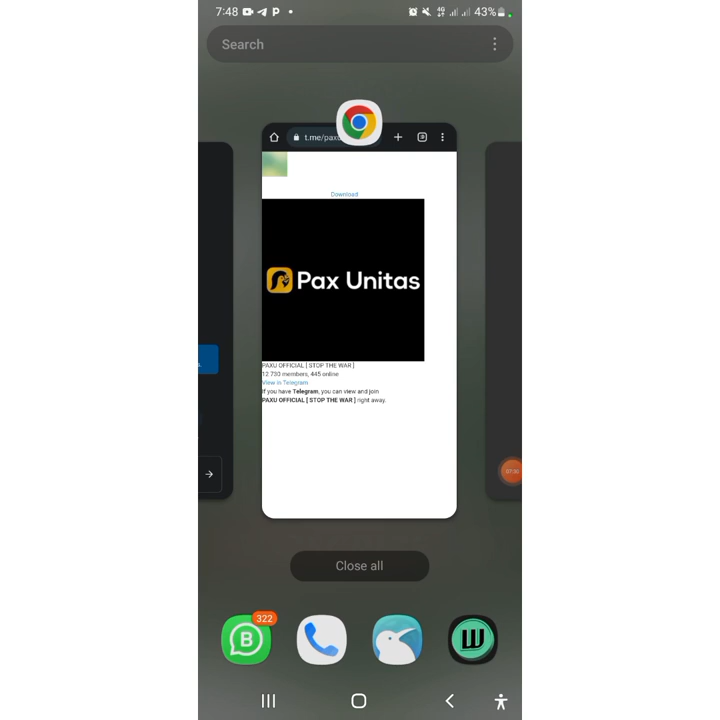 7:48
4G
43%
Search
t.me/pax
Download
Pax Unitas
PAXU OFFICIAL [ STOP THE WAR ]
12 730 members, 445 online
View in Telegram
If you have Telegram, you can view and join
PAXU OFFICIAL [ STOP THE WAR ] right away.
Close all
322
B
W